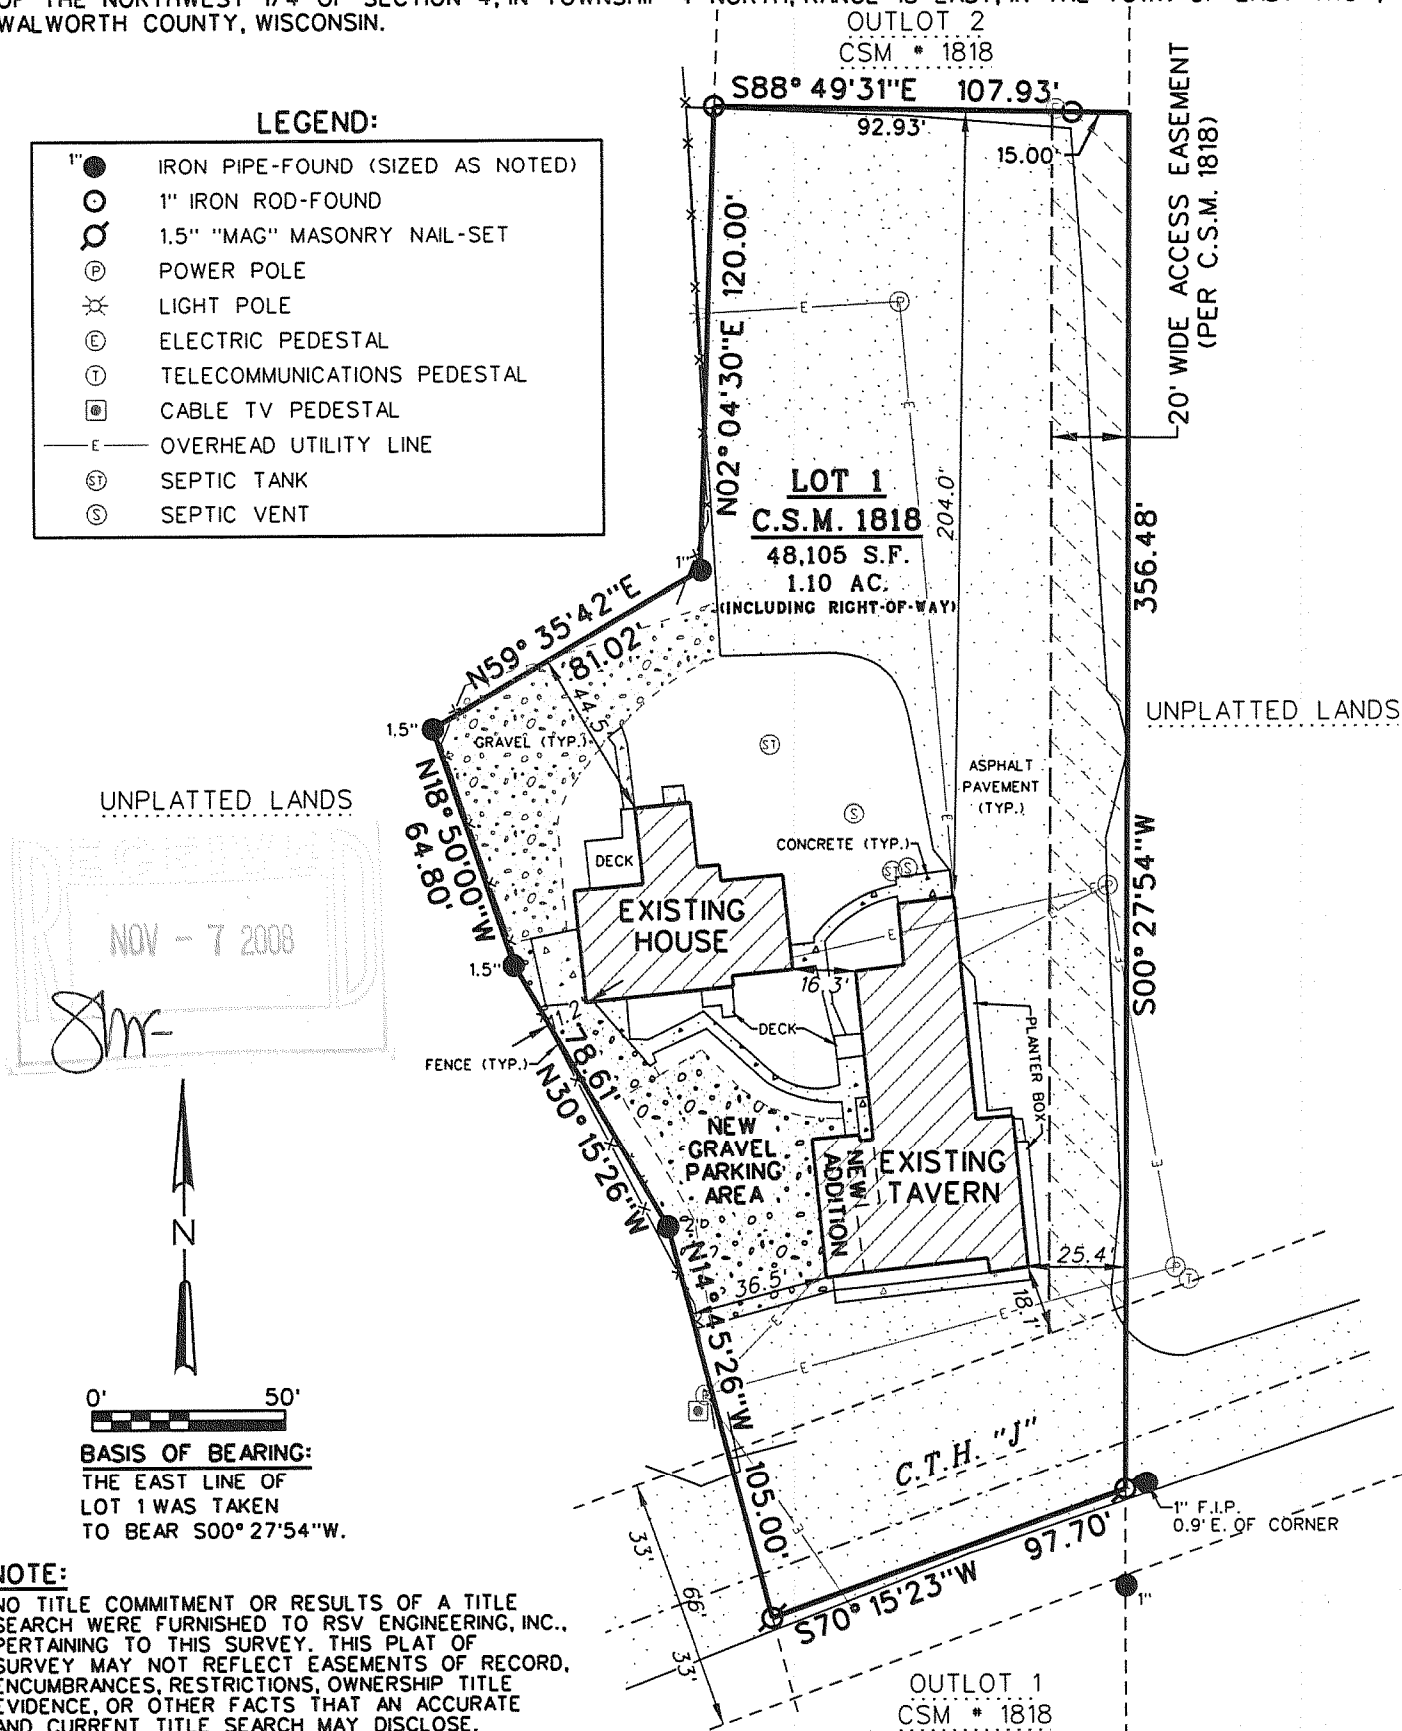 OF THE NORTHWEST 1/4 OF SECTION 4, IN TOWNSHIP 4 NORTH, RANGE 18 EAST, IN THE TOWN OF EAST TROY,
WALWORTH COUNTY, WISCONSIN.
OUTLOT 2
CSM # 1818
S88° 49'31"E 107.93'
92.93'
15.00'
20' WIDE ACCESS EASEMENT
(PER C.S.M. 1818)
LEGEND:
1" IRON PIPE-FOUND (SIZED AS NOTED)
1" IRON ROD-FOUND
1.5" "MAG" MASONRY NAIL-SET
P POWER POLE
LIGHT POLE
E ELECTRIC PEDESTAL
T TELECOMMUNICATIONS PEDESTAL
CABLE TV PEDESTAL
E OVERHEAD UTILITY LINE
ST SEPTIC TANK
S SEPTIC VENT
N02° 04'30"E 120.00'
E
P
E
204.0'
LOT 1
C.S.M. 1818
48,105 S.F.
1.10 AC.
(INCLUDING RIGHT-OF-WAY)
356.48'
S00° 27'54"W
1"
N59° 35'42"E
81.02'
44.5'
1.5"
GRAVEL (TYP.)
ST
S
UNPLATTED LANDS
ASPHALT
PAVEMENT
(TYP.)
UNPLATTED LANDS
N18° 50'00"W
64.80'
CONCRETE (TYP.)
E
DECK
ST S
E P
EXISTING
HOUSE
E
RECEIVED
NOV - 7 2008
1.5"
16.3'
E
DECK
PLANTER BOX
FENCE (TYP.)
78.61'
N30° 15'26"W
NEW
GRAVEL
PARKING
AREA
NEW
ADDITION
EXISTING
TAVERN
E
N
2"
N14° 45'26"W
105.00'
36.5'
25.4'
18.1'
P
T
E
E
E
P
0' 50'
BASIS OF BEARING:
THE EAST LINE OF
LOT 1 WAS TAKEN
TO BEAR S00° 27'54"W.
C.T.H. "J"
1" F.I.P.
0.9' E. OF CORNER
E
97.70'
S70° 15'23"W
1"
33'
66'
33'
NOTE:
NO TITLE COMMITMENT OR RESULTS OF A TITLE
SEARCH WERE FURNISHED TO RSV ENGINEERING, INC.,
PERTAINING TO THIS SURVEY. THIS PLAT OF
SURVEY MAY NOT REFLECT EASEMENTS OF RECORD,
ENCUMBRANCES, RESTRICTIONS, OWNERSHIP TITLE
EVIDENCE, OR OTHER FACTS THAT AN ACCURATE
AND CURRENT TITLE SEARCH MAY DISCLOSE.
OUTLOT 1
CSM # 1818